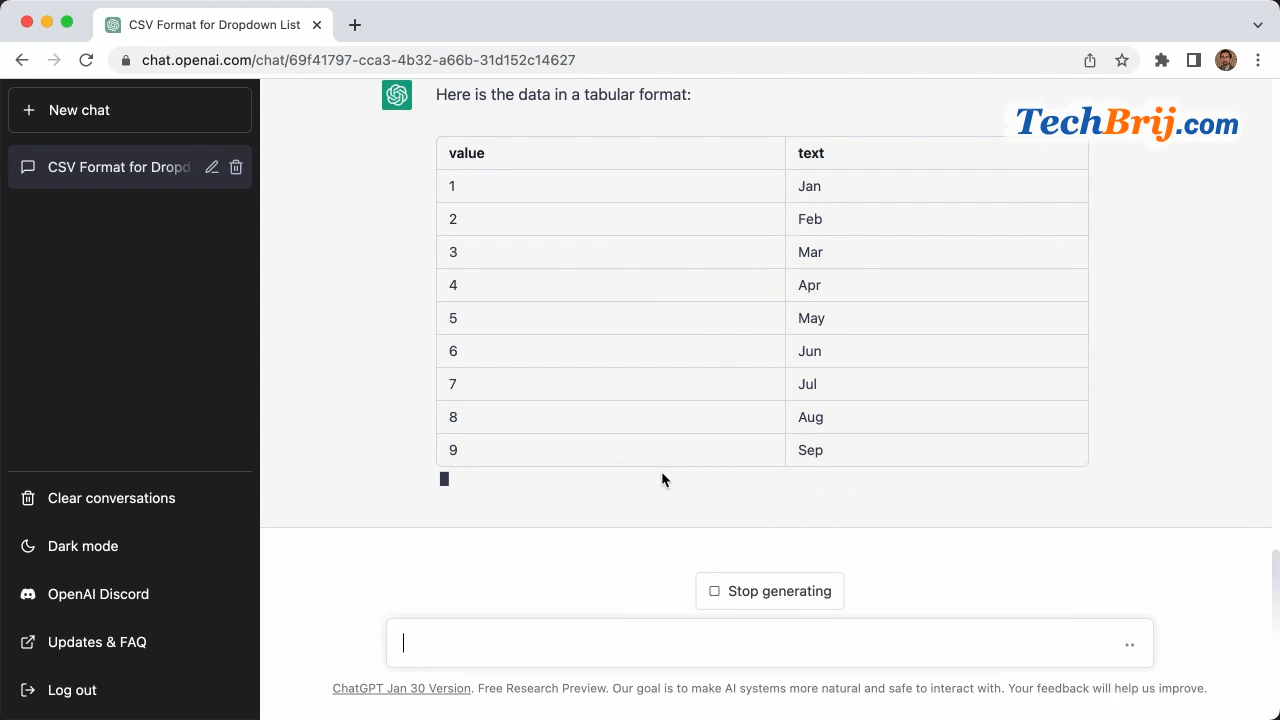 CSV Format for Dropdown List
chat.openai.com/chat/69f41797-cca3-4b32-a66b-31d152c14627
New chat
CSV Format for Dropd
Clear conversations
Dark mode
OpenAI Discord
Updates & FAQ
Log out
TechBrij.com
Here is the data in a tabular format:
value text
1 Jan
2 Feb
3 Mar
4 Apr
5 May
6 Jun
7 Jul
8 Aug
9 Sep
Stop generating
ChatGPT Jan 30 Version. Free Research Preview. Our goal is to make AI systems more natural and safe to interact with. Your feedback will help us improve.